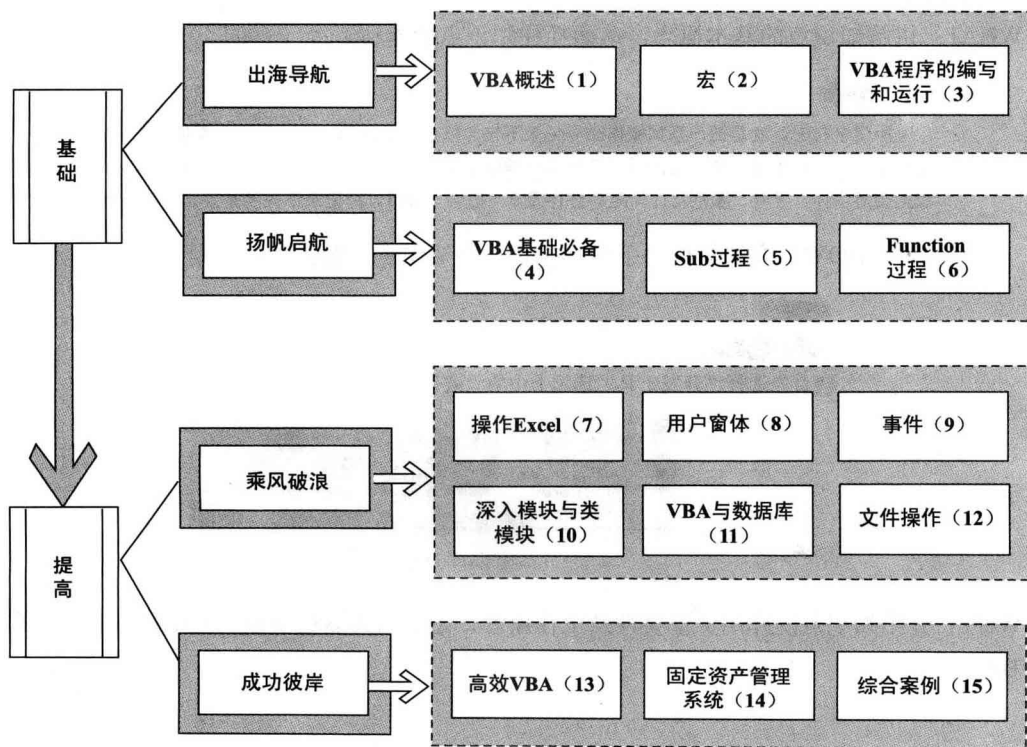 基
础
出海导航
VBA概述（1）
宏（2）
VBA程序的编写
和运行（3）
扬帆启航
VBA基础必备
（4）
Sub过程（5）
Function
过程（6）
提
高
乘风破浪
操作Excel（7）
用户窗体（8）
事件（9）
深入模块与类
模块（10）
VBA与数据库
（11）
文件操作（12）
成功彼岸
高效VBA（13）
固定资产管理
系统（14）
综合案例（15）